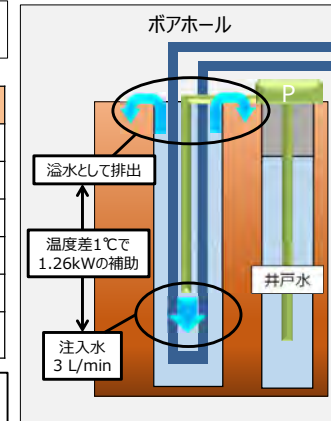 ボアホール
P
溢水として排出
温度差1℃で
1.26kWの補助
井戸水
注入水
3 L/min